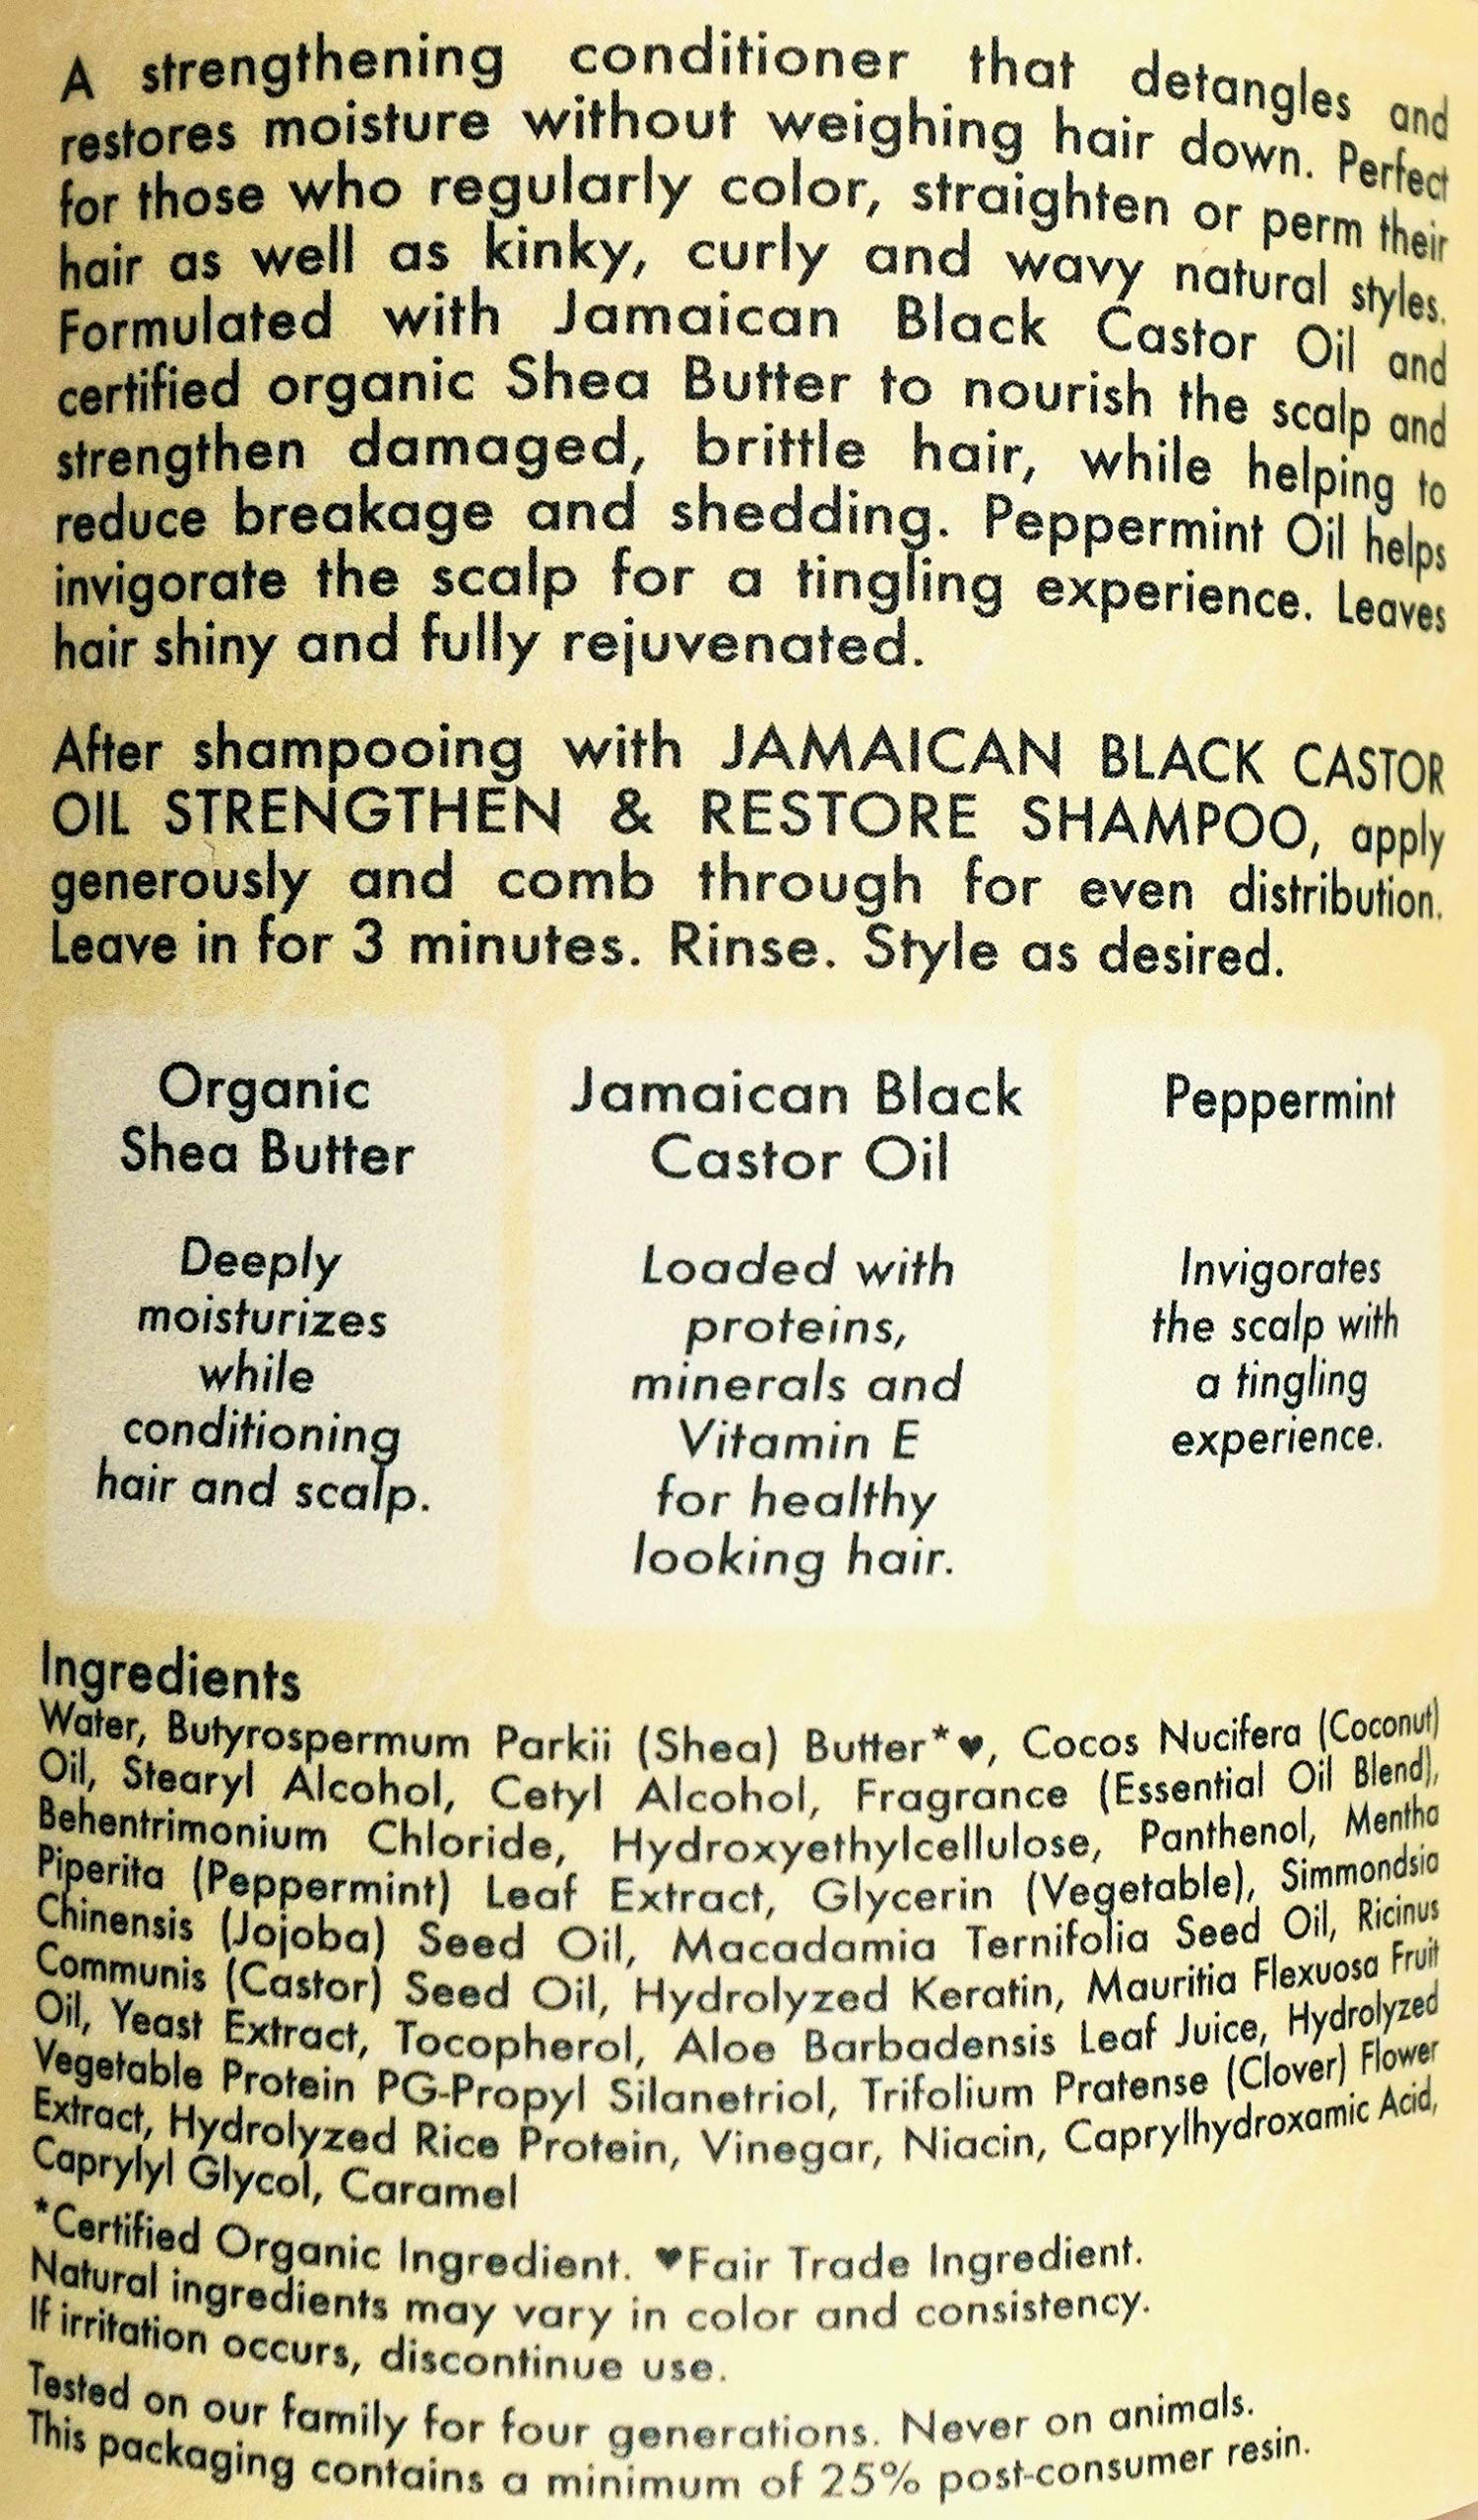 A strengthening conditioner that detangles and
restores moisture without weighing hair down. Perfect
for those who regularly color, straighten or perm their
hair as well as kinky, curly and wavy natural styles.
Formulated with Jamaican Black Castor Oil and
certified organic Shea Butter to nourish the scalp and
strengthen damaged, brittle hair, while helping to
reduce breakage and shedding. Peppermint Oil helps
invigorate the scalp for a tingling experience. Leaves
hair shiny and fully rejuvenated.
After shampooing with JAMAICAN BLACK CASTOR
OIL STRENGTHEN & RESTORE SHAMPOO, apply
generously and comb through for even distribution.
Leave in for 3 minutes. Rinse. Style as desired.
Organic
Shea Butter
Deeply
moisturizes
while
conditioning
hair and scalp.
Jamaican Black
Castor Oil
Loaded with
proteins,
minerals and
Vitamin E
for healthy
looking hair.
Peppermint
Invigorates
the scalp with
a tingling
experience.
Ingredients
Water, Butyrospermum Parkii (Shea) Butter*♥, Cocos Nucifera (Coconut)
Oil, Stearyl Alcohol, Cetyl Alcohol, Fragrance (Essential Oil Blend),
Behentrimonium Chloride, Hydroxyethylcellulose, Panthenol, Mentha
Piperita (Peppermint) Leaf Extract, Glycerin (Vegetable), Simmondsia
Chinensis (Jojoba) Seed Oil, Macadamia Ternifolia Seed Oil, Ricinus
Communis (Castor) Seed Oil, Hydrolyzed Keratin, Mauritia Flexuosa Fruit
Oil, Yeast Extract, Tocopherol, Aloe Barbadensis Leaf Juice, Hydrolyzed
Vegetable Protein PG-Propyl Silanetriol, Trifolium Pratense (Clover) Flower
Extract, Hydrolyzed Rice Protein, Vinegar, Niacin, Caprylhydroxamic Acid,
Caprylyl Glycol, Caramel
*Certified Organic Ingredient. ♥Fair Trade Ingredient.
Natural ingredients may vary in color and consistency.
If irritation occurs, discontinue use.
Tested on our family for four generations. Never on animals.
This packaging contains a minimum of 25% post-consumer resin.